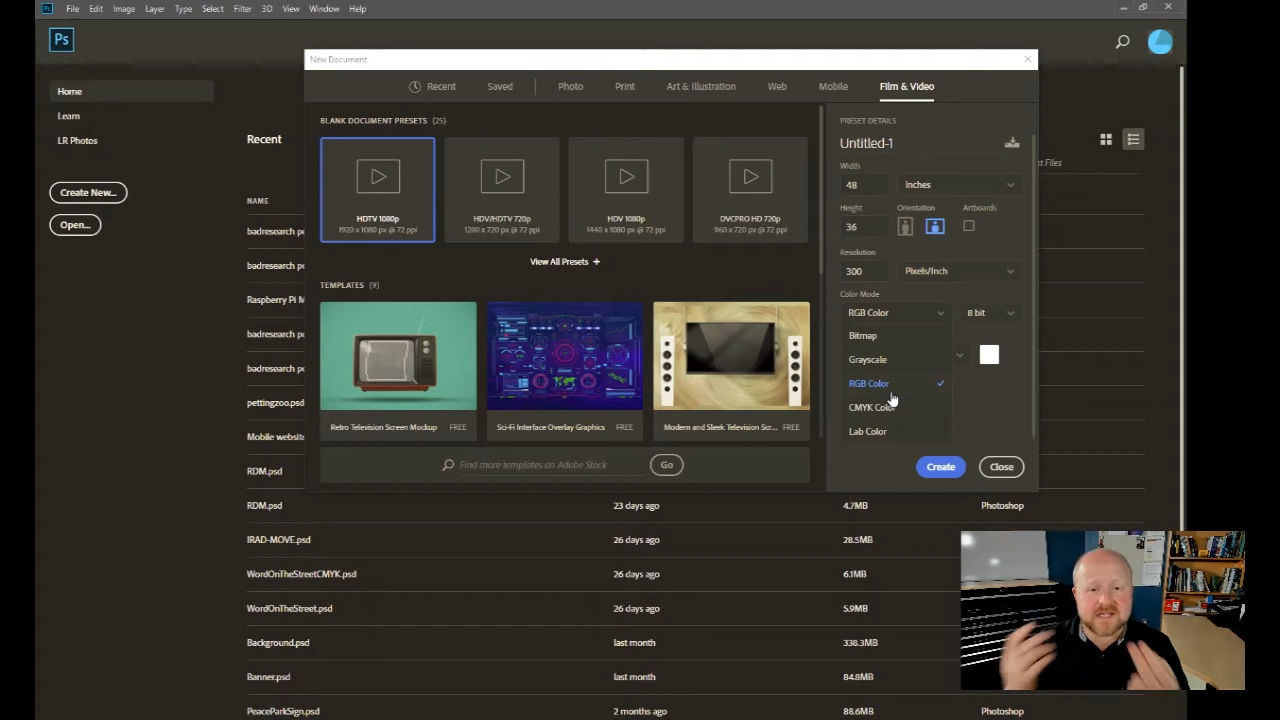 Ps File Edit Image Layer Type Select Filter 3D View Window Help
Ps
New Document
Recent Saved Photo Print Art & Illustration Web Mobile Film & Video
Home
Learn
LR Photos
Create New...
Open...
Recent
NAME
badresearch po
badresearch po
Raspberry Pi M
badresearch po
badresearch po
pettingzoo.psd
Mobile website
RDM.psd
BLANK DOCUMENT PRESETS (25)
HDTV 1080p
1920 x 1080 px @ 72 ppi
HDV/HDTV 720p
1280 x 720 px @ 72 ppi
HDV 1080p
1440 x 1080 px @ 72 ppi
DVCPRO HD 720p
960 x 720 px @ 72 ppi
View All Presets +
TEMPLATES (9)
Retro Television Screen Mockup FREE
Sci-Fi Interface Overlay Graphics FREE
Modern and Sleek Television Scr... FREE
Find more templates on Adobe Stock Go
PRESET DETAILS
Untitled-1
Width
48 Inches
Height Orientation Artboards
36
Resolution
300 Pixels/Inch
Color Mode
RGB Color 8 bit
Bitmap
Grayscale
RGB Color
CMYK Color
Lab Color
Create Close
nt Files
RDM.psd 23 days ago 4.7MB Photoshop
IRAD-MOVE.psd 26 days ago 28.5MB
WordOnTheStreetCMYK.psd 26 days ago 6.1MB
WordOnTheStreet.psd 26 days ago 5.9MB
Background.psd last month 338.3MB
Banner.psd last month 84.8MB
PeaceParkSign.psd 2 months ago 88.6MB Photoshop